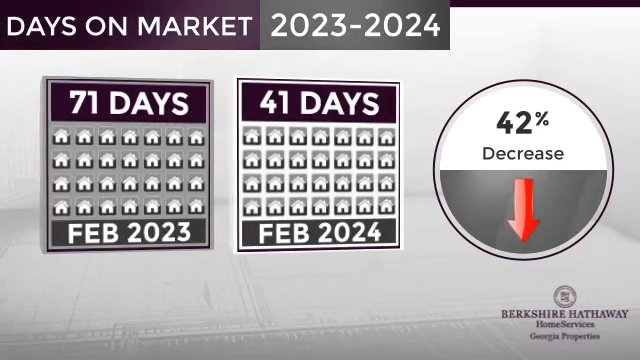 DAYS ON MARKET 2023-2024
71 DAYS
FEB 2023
41 DAYS
FEB 2024
42%
Decrease
BERKSHIRE HATHAWAY
HomeServices
Georgia Properties